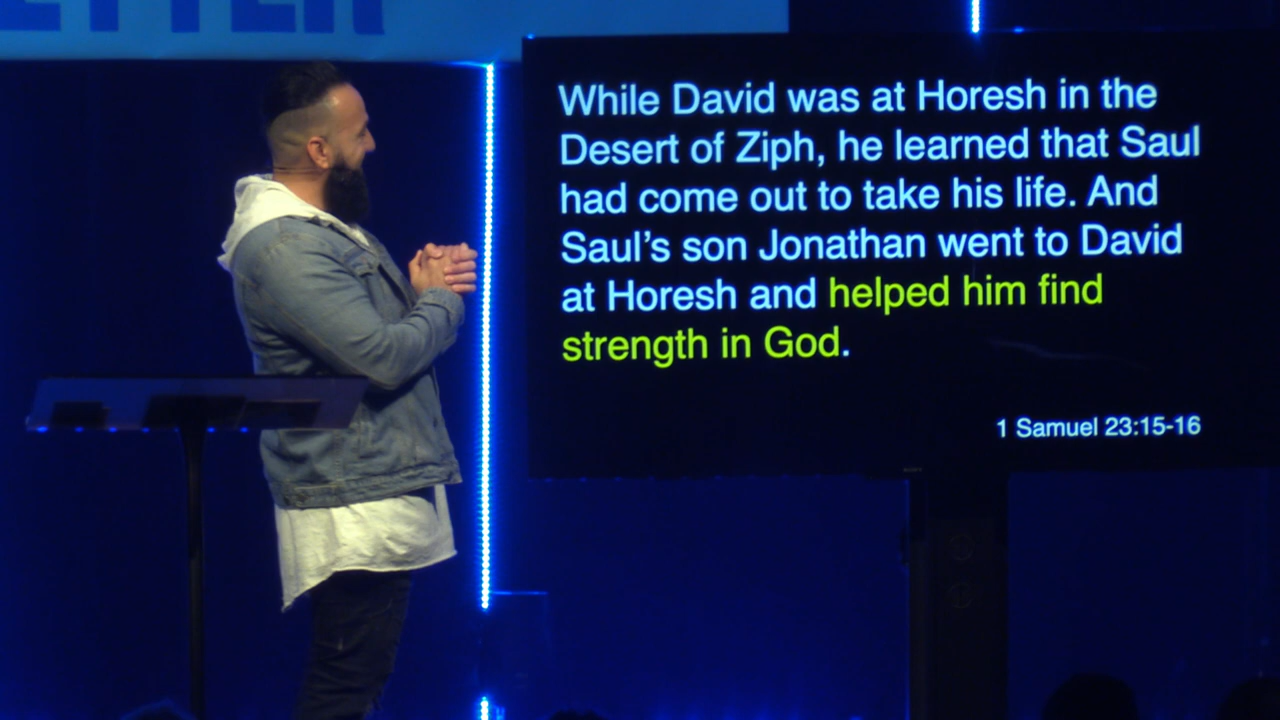 While David was at Horesh in the
Desert of Ziph, he learned that Saul
had come out to take his life. And
Saul’s son Jonathan went to David
at Horesh and helped him find
strength in God.
1 Samuel 23:15-16